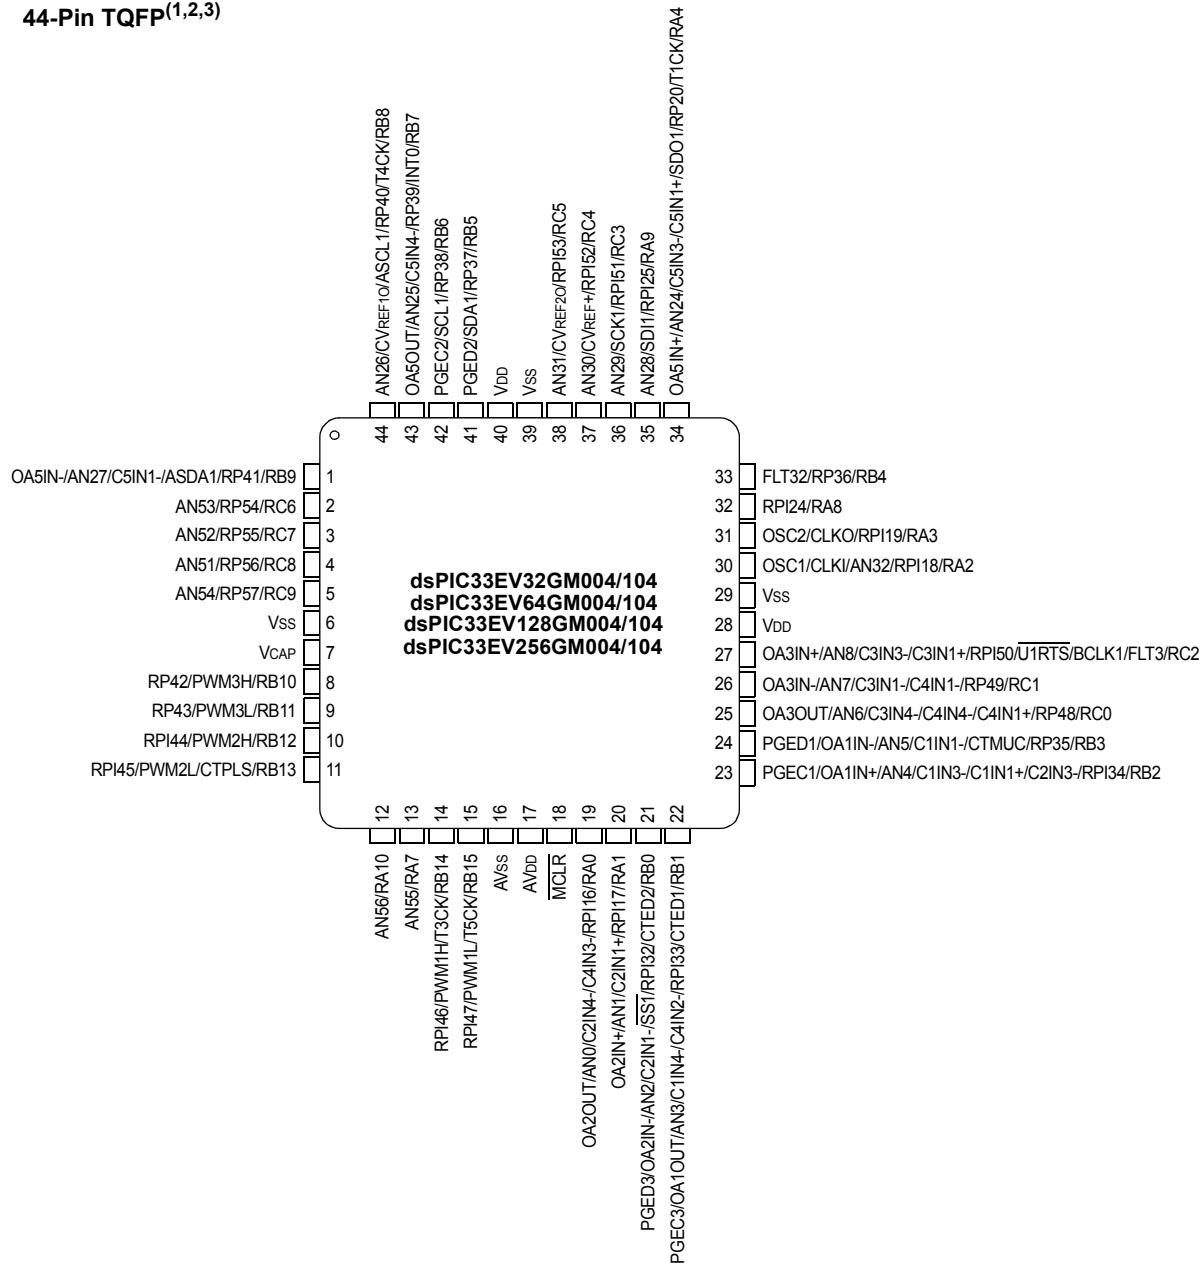 44-Pin TQFP(1,2,3)
AN26/CVREF1O/ASCL1/RP40/T4CK/RB8
OA5OUT/AN25/C5IN4-/RP39/INT0/RB7
PGEC2/SCL1/RP38/RB6
PGED2/SDA1/RP37/RB5
VDD
VSS
AN31/CVREF2O/RPI53/RC5
AN30/CVREF+/RPI52/RC4
AN29/SCK1/RPI51/RC3
AN28/SDI1/RPI25/RA9
OA5IN+/AN24/C5IN3-/C5IN1+/SDO1/RP20/T1CK/RA4
44 43 42 41 40 39 38 37 36 35 34
OA5IN-/AN27/C5IN1-/ASDA1/RP41/RB9 1
AN53/RP54/RC6 2
AN52/RP55/RC7 3
AN51/RP56/RC8 4
AN54/RP57/RC9 5
VSS 6
VCAP 7
RP42/PWM3H/RB10 8
RP43/PWM3L/RB11 9
RPI44/PWM2H/RB12 10
RPI45/PWM2L/CTPLS/RB13 11
dsPIC33EV32GM004/104
dsPIC33EV64GM004/104
dsPIC33EV128GM004/104
dsPIC33EV256GM004/104
33 FLT32/RP36/RB4
32 RPI24/RA8
31 OSC2/CLKO/RPI19/RA3
30 OSC1/CLKI/AN32/RPI18/RA2
29 VSS
28 VDD
27 OA3IN+/AN8/C3IN3-/C3IN1+/RPI50/U1RTS/BCLK1/FLT3/RC2
26 OA3IN-/AN7/C3IN1-/C4IN1-/RP49/RC1
25 OA3OUT/AN6/C3IN4-/C4IN4-/C4IN1+/RP48/RC0
24 PGED1/OA1IN-/AN5/C1IN1-/CTMUC/RP35/RB3
23 PGEC1/OA1IN+/AN4/C1IN3-/C1IN1+/C2IN3-/RPI34/RB2
12 13 14 15 16 17 18 19 20 21 22
AN56/RA10
AN55/RA7
RPI46/PWM1H/T3CK/RB14
RPI47/PWM1L/T5CK/RB15
AVSS
AVDD
MCLR
OA2OUT/AN0/C2IN4-/C4IN3-/RPI16/RA0
OA2IN+/AN1/C2IN1+/RPI17/RA1
PGED3/OA2IN-/AN2/C2IN1-/SS1/RPI32/CTED2/RB0
PGEC3/OA1OUT/AN3/C1IN4-/C4IN2-/RPI33/CTED1/RB1